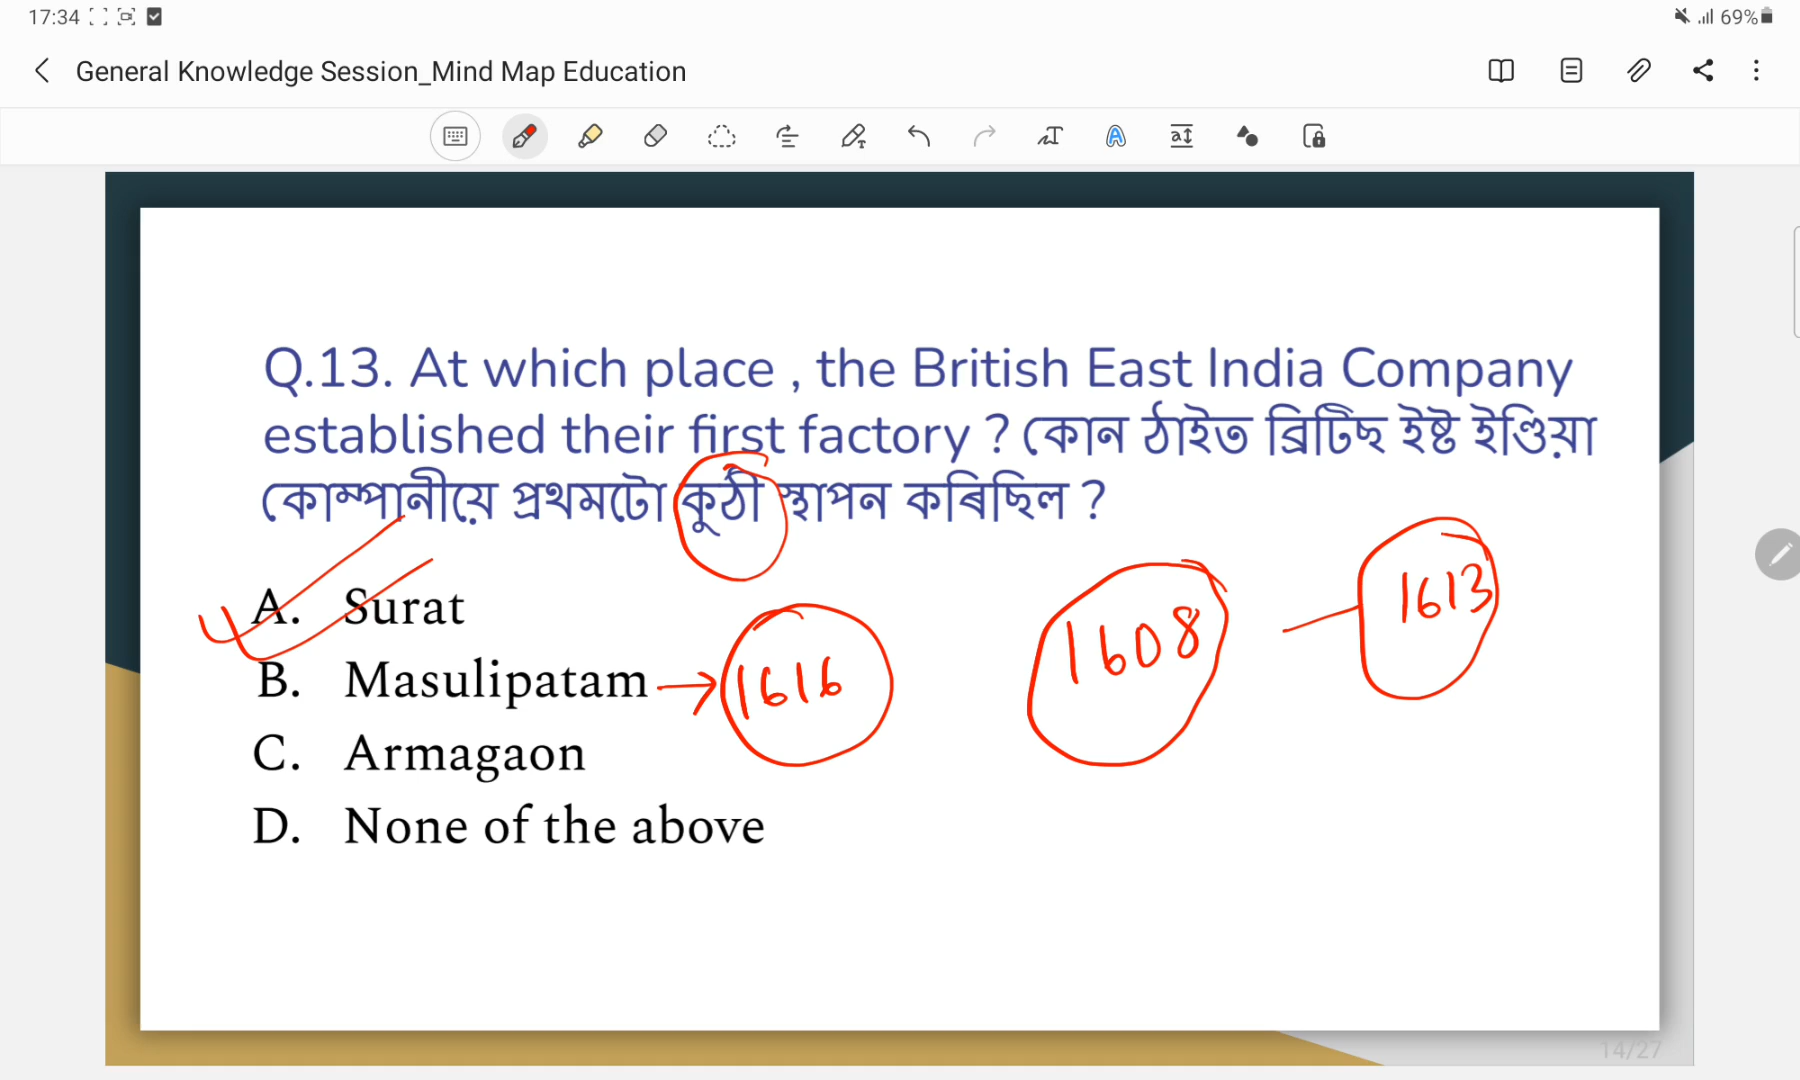 17:34
69%
General Knowledge Session_Mind Map Education
Q.13. At which place , the British East India Company
established their first factory ? কোন ঠাইত ব্ৰিটিছ ইষ্ট ইণ্ডিয়া
কোম্পানীয়ে প্ৰথমটো কুঠী স্থাপন কৰিছিল ?
A. Surat
1608
1613
B. Masulipatam
1616
C. Armagaon
D. None of the above
14/27